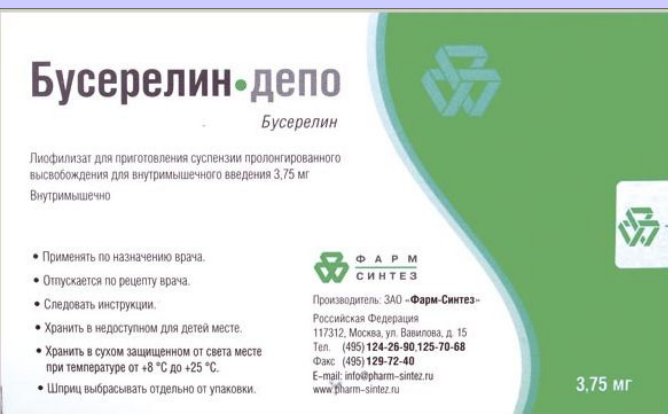 Бусерелин•депо
Бусерелин
Лиофилизат для приготовления суспензии пролонгированного
высвобождения для внутримышечного введения 3,75 мг
Внутримышечно
• Применять по назначению врача.
• Отпускается по рецепту врача.
• Следовать инструкции.
• Хранить в недоступном для детей месте.
• Хранить в сухом защищенном от света месте
при температуре от +8 °С до +25 °С.
• Шприц выбрасывать отдельно от упаковки.
ФАРМ
СИНТЕЗ
Производитель: ЗАО «Фарм-Синтез»
Российская Федерация
117312, Москва, ул. Вавилова, д. 15
Тел. (495) 124-26-90,125-70-68
Факс (495) 129-72-40
E-mail: info@pharm-sintez.ru
www.pharm-sintez.ru
3,75 мг